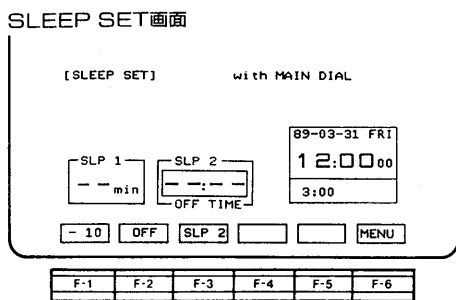 SLEEP SET画面
[SLEEP SET] with MAIN DIAL
89-03-31 FRI
12:00 00
3:00
SLP 1
-- min
SLP 2
--:--
OFF TIME
- 10 OFF SLP 2 MENU
F-1 F-2 F-3 F-4 F-5 F-6